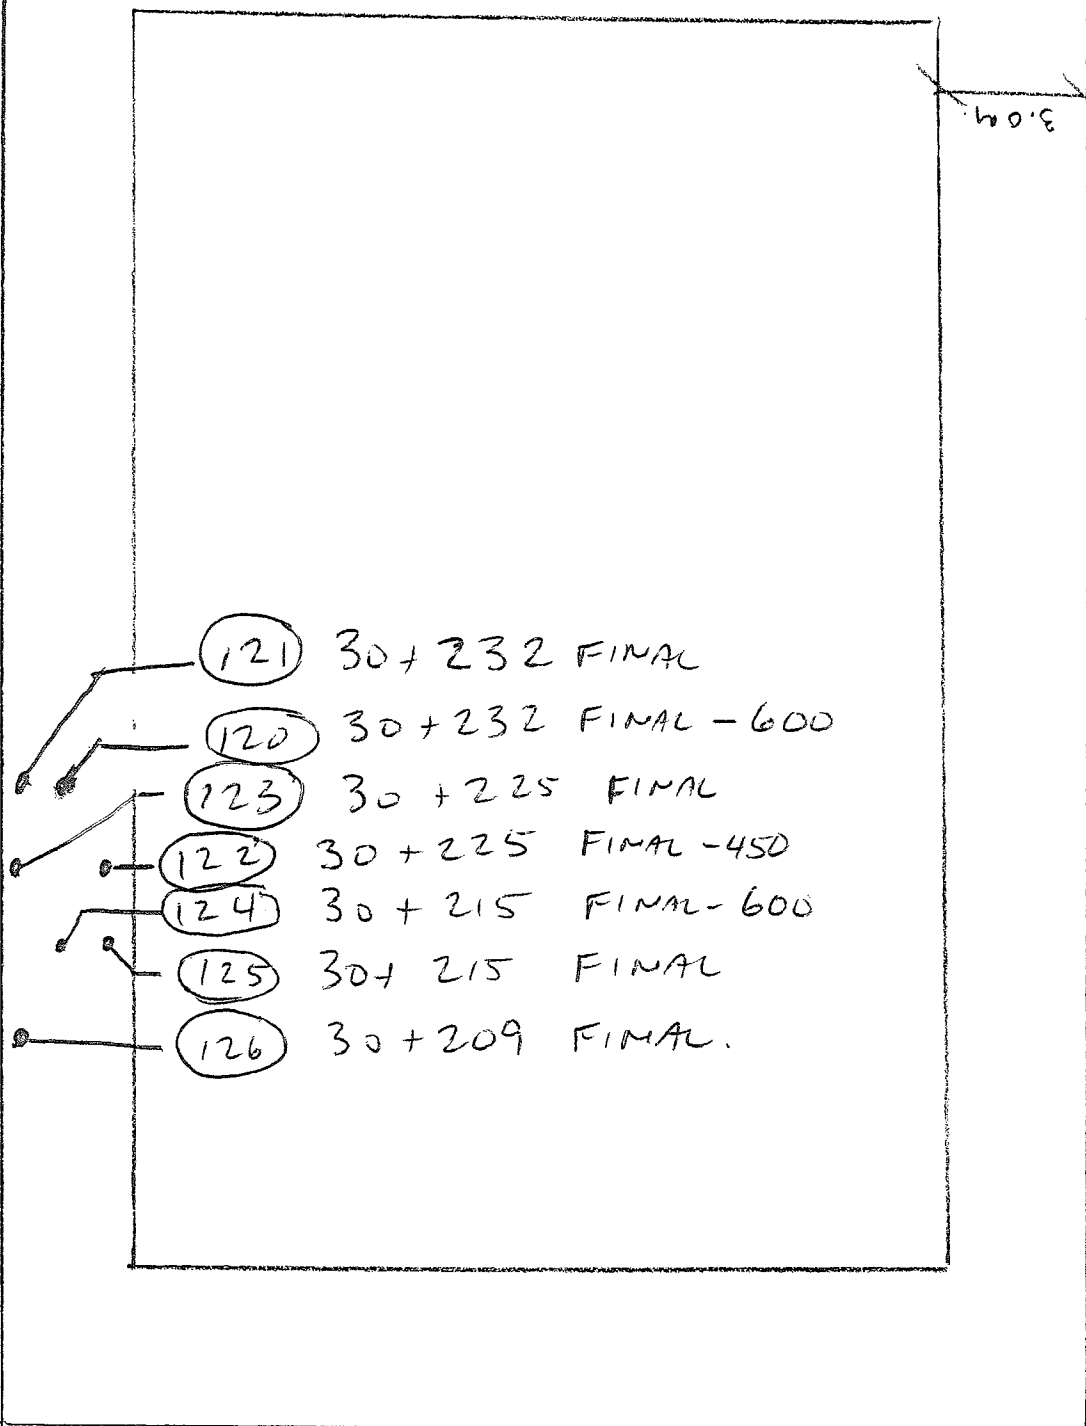 3.0m.
121 30+232 FINAL
120 30+232 FINAL-600
123 30+225 FINAL
122 30+225 FINAL-450
124 30+215 FINAL-600
125 30+215 FINAL
126 30+209 FINAL.